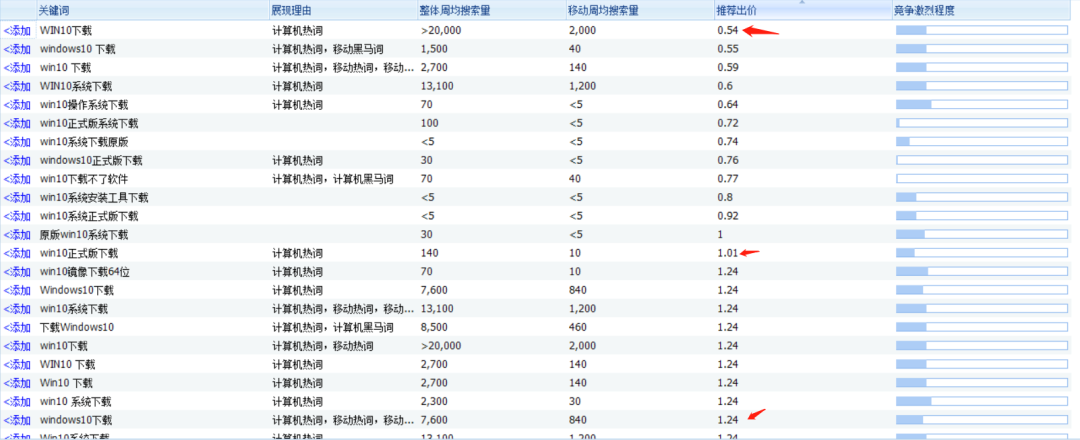 关键词 展现理由 整体周均搜索量 移动周均搜索量 推荐出价 竞争激烈程度
<添加 WIN10下载 计算机热词 >20,000 2,000 0.54
<添加 windows10 下载 计算机热词，移动黑马词 1,500 40 0.55
<添加 win10 下载 计算机热词，移动热词，移动... 2,700 140 0.59
<添加 WIN10系统下载 计算机热词 13,100 1,200 0.6
<添加 win10操作系统下载 计算机热词 70 <5 0.64
<添加 win10正式版系统下载 100 <5 0.72
<添加 win10系统下载原版 <5 <5 0.74
<添加 windows10正式版下载 计算机热词 30 <5 0.76
<添加 win10下载不了软件 计算机热词，计算机黑马词 70 40 0.77
<添加 win10系统安装工具下载 <5 <5 0.8
<添加 win10系统正式版下载 <5 <5 0.92
<添加 原版win10系统下载 30 <5 1
<添加 win10正式版下载 计算机热词 140 10 1.01
<添加 win10镜像下载64位 计算机热词 70 10 1.24
<添加 Windows10下载 计算机热词 7,600 840 1.24
<添加 win10系统下载 计算机热词，移动热词，移动... 13,100 1,200 1.24
<添加 下载Windows10 计算机热词，计算机黑马词 8,500 460 1.24
<添加 win10下载 计算机热词，移动热词 >20,000 2,000 1.24
<添加 WIN10 下载 计算机热词 2,700 140 1.24
<添加 Win10 下载 计算机热词 2,700 140 1.24
<添加 win10 系统下载 计算机热词 2,300 30 1.24
<添加 windows10下载 计算机热词，移动热词，移动... 7,600 840 1.24
<添加 Win10系统下载 计算机热词 13,100 1,200 1.24